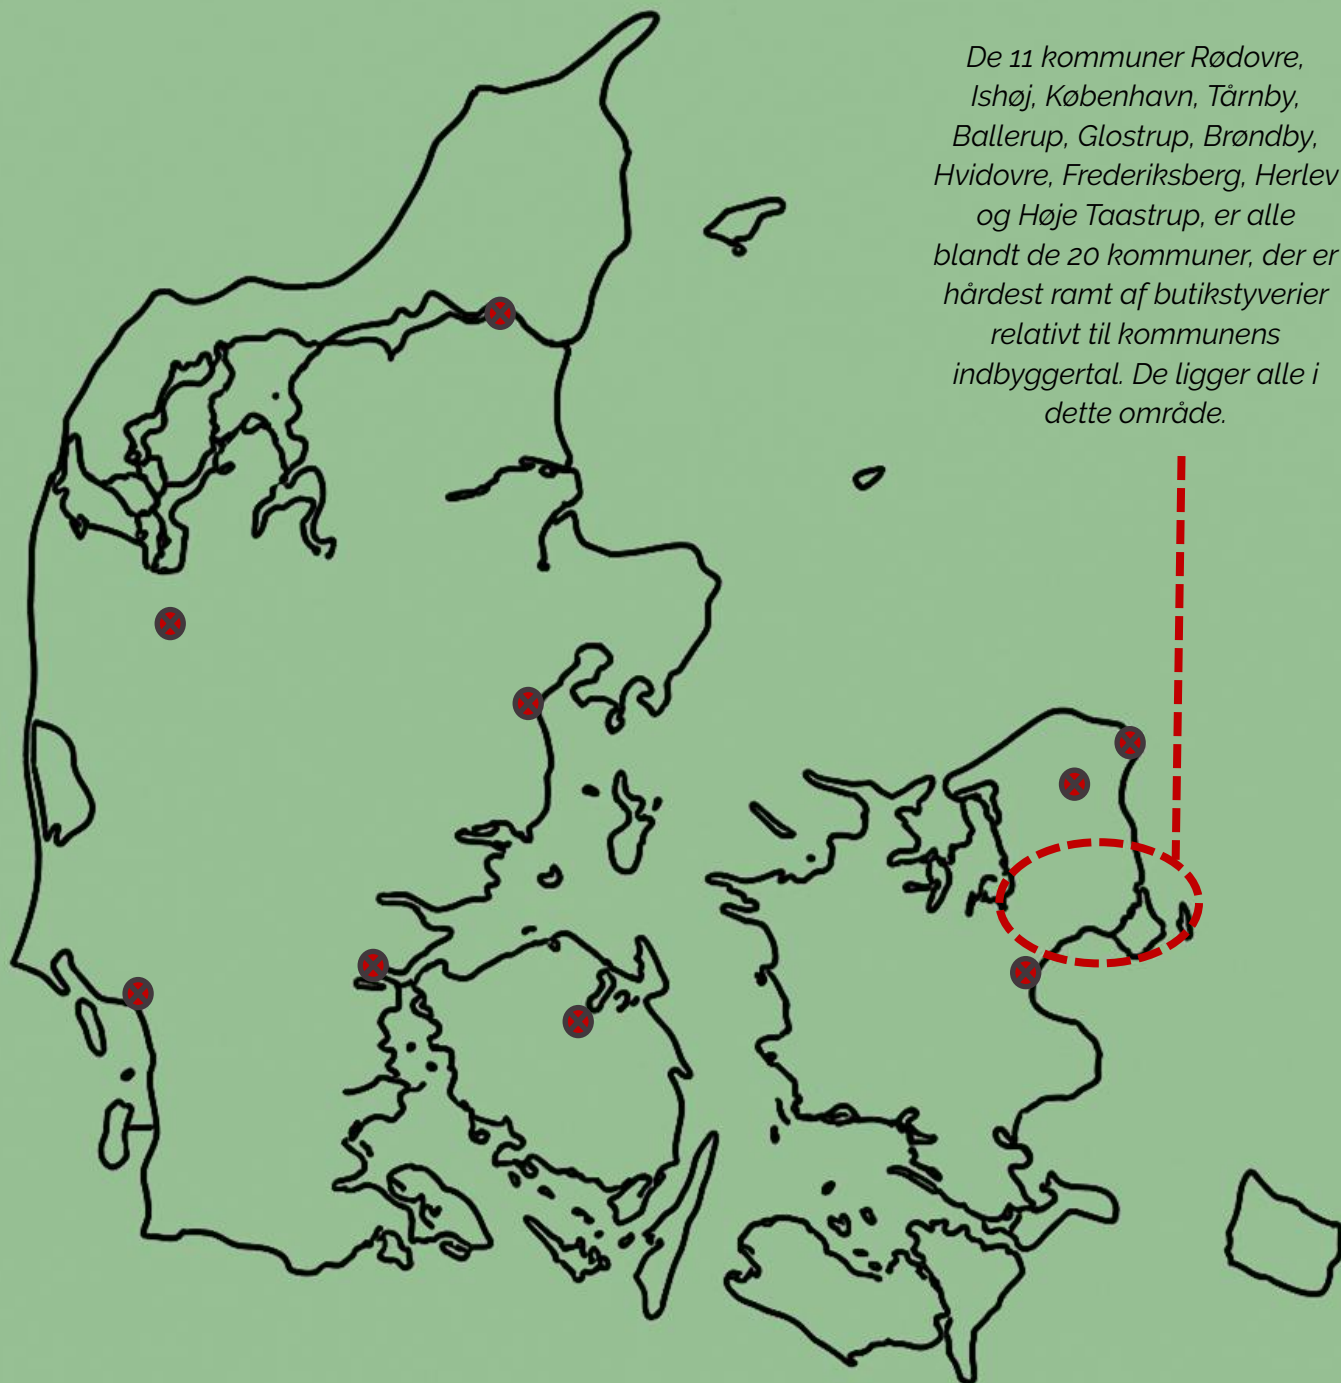 De 11 kommuner Rødovre,
Ishøj, København, Tårnby,
Ballerup, Glostrup, Brøndby,
Hvidovre, Frederiksberg, Herlev
og Høje Taastrup, er alle
blandt de 20 kommuner, der er
hårdest ramt af butikstyverier
relativt til kommunens
indbyggertal. De ligger alle i
dette område.